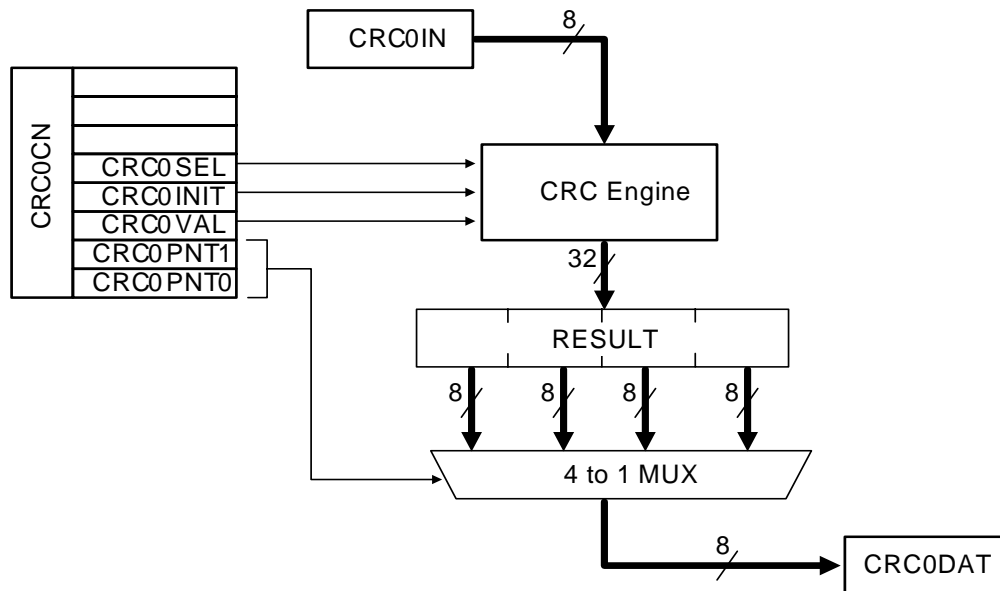 CRC0IN
8
CRC0CN
CRC0SEL
CRC0INIT
CRC0VAL
CRC0PNT1
CRC0PNT0
CRC Engine
32
RESULT
8
8
8
8
4 to 1 MUX
8
CRC0DAT